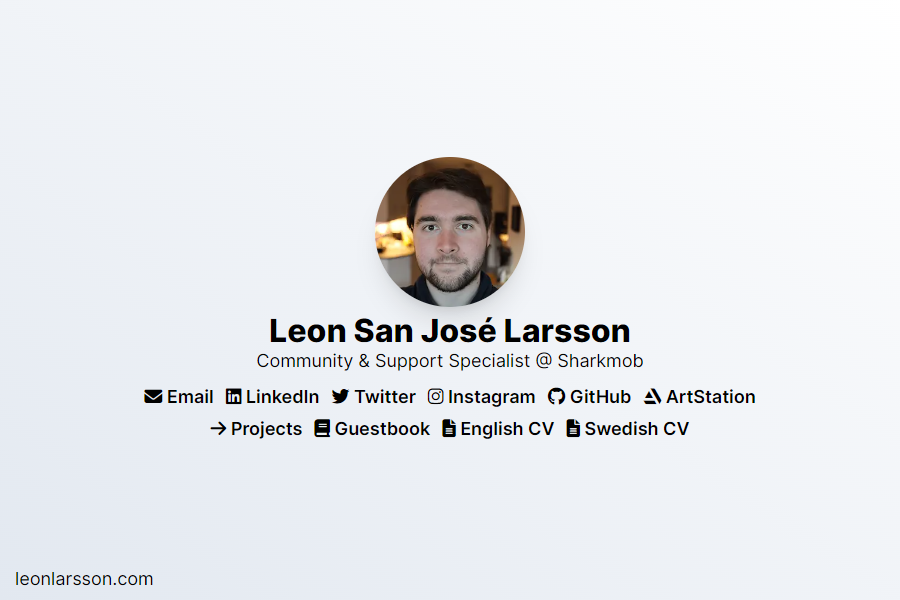 Leon San José Larsson
Community & Support Specialist @ Sharkmob
Email LinkedIn Twitter Instagram GitHub ArtStation
Projects Guestbook English CV Swedish CV
leonlarsson.com